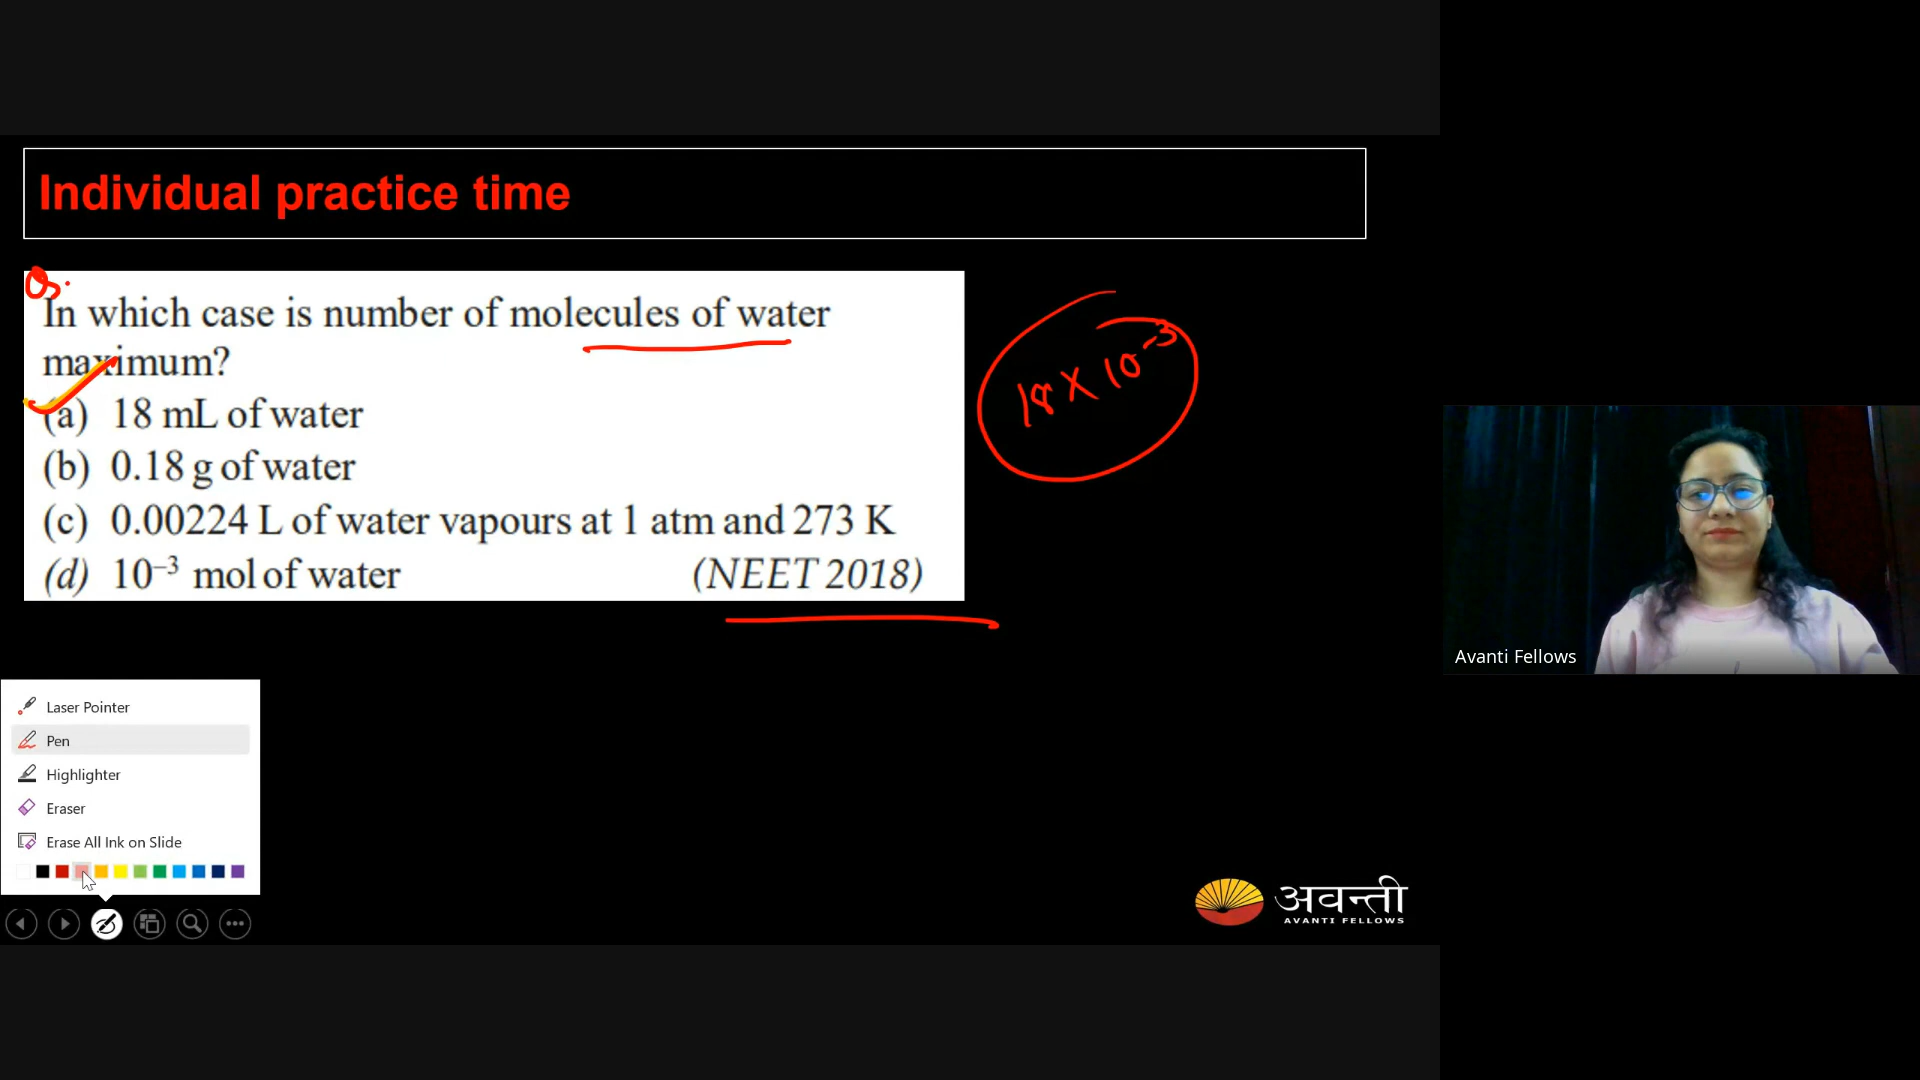 Individual practice time
Q.
In which case is number of molecules of water
maximum?
(a) 18 mL of water
(b) 0.18 g of water
(c) 0.00224 L of water vapours at 1 atm and 273 K
(d) 10⁻³ mol of water (NEET 2018)
18 X 10⁻³
Avanti Fellows
Laser Pointer
Pen
Highlighter
Eraser
Erase All Ink on Slide
अवन्ती
AVANTI FELLOWS